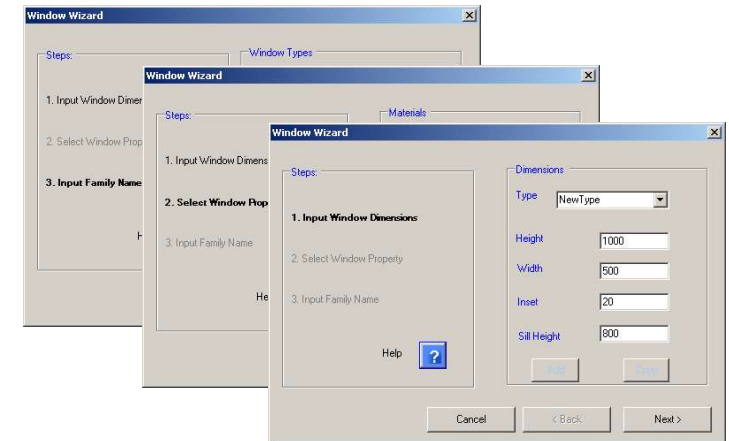 Window Wizard
Steps:
Window Types
1. Input Window Dimer
2. Select Window Prop
3. Input Family Name
H
Window Wizard
Steps:
Materials
1. Input Window Dimens
2. Select Window Prop
3. Input Family Name
He
Window Wizard
Steps:
1. Input Window Dimensions
2. Select Window Property
3. Input Family Name
Help
?
Dimensions
Type NewType
Height 1000
Width 500
Inset 20
Sill Height 800
Add Copy
Cancel < Back Next >